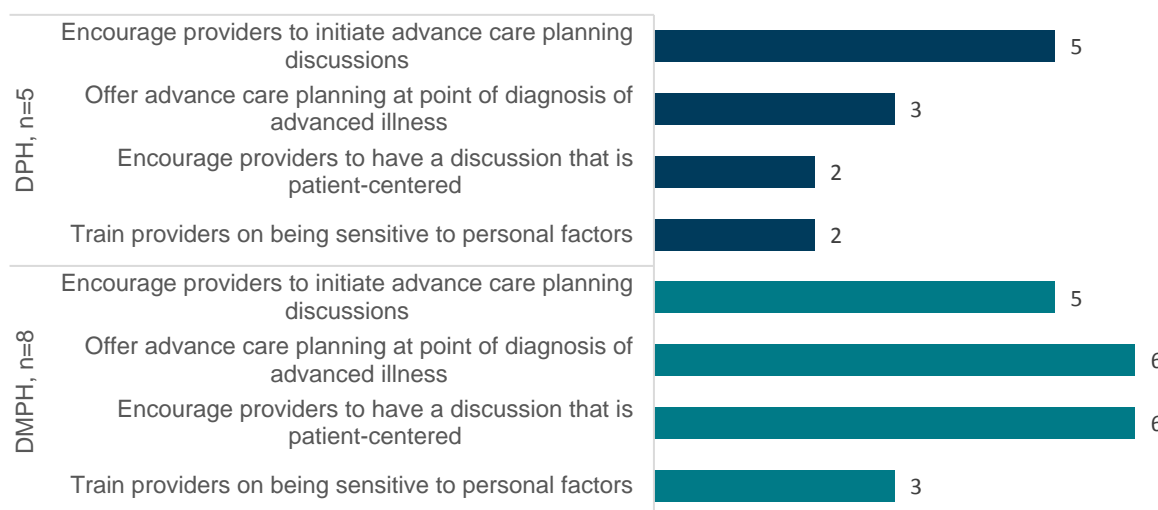 DPH, n=5
Encourage providers to initiate advance care planning
discussions
5
Offer advance care planning at point of diagnosis of
advanced illness
3
Encourage providers to have a discussion that is
patient-centered
2
Train providers on being sensitive to personal factors
2
DMPH, n=8
Encourage providers to initiate advance care planning
discussions
5
Offer advance care planning at point of diagnosis of
advanced illness
6
Encourage providers to have a discussion that is
patient-centered
6
Train providers on being sensitive to personal factors
3